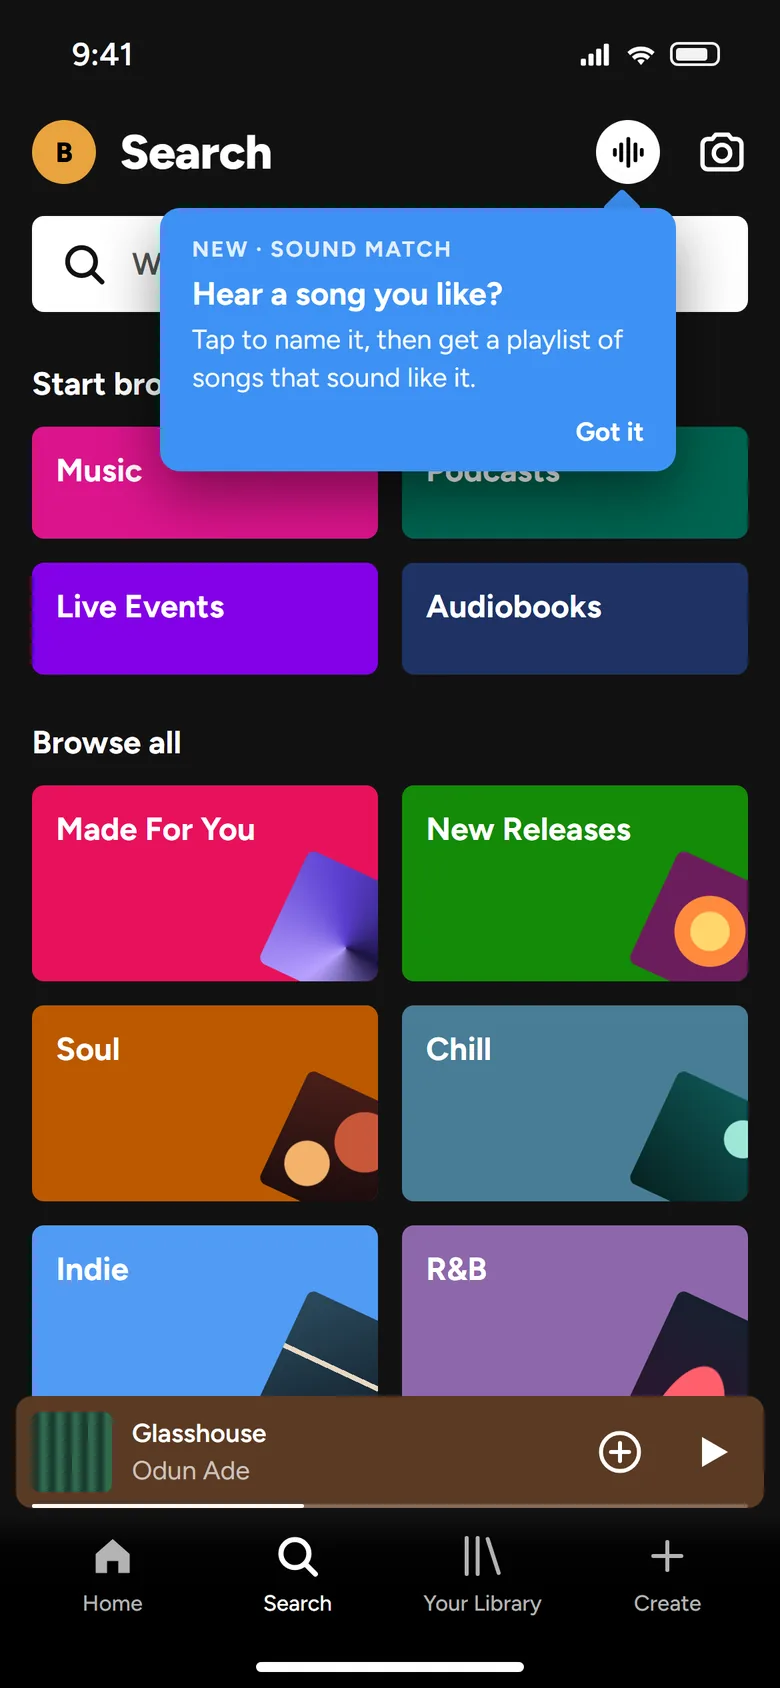 9:41
B
Search
NEW · SOUND MATCH
Hear a song you like?
Tap to name it, then get a playlist of
songs that sound like it.
Got it
Start
Music
Podcasts
Live Events
Audiobooks
Browse all
Made For You
New Releases
Soul
Chill
Indie
R&B
Glasshouse
Odun Ade
Home
Search
Your Library
Create